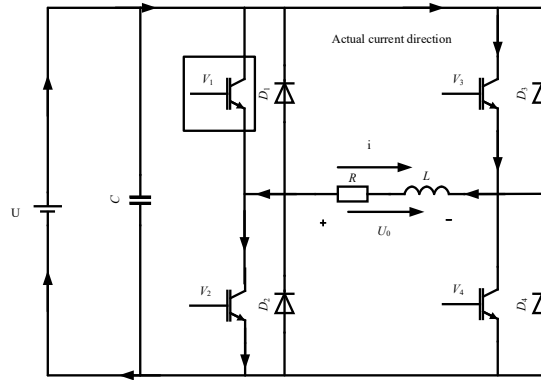 Actual current direction
V1
D1
V3
D3
i
R
L
U
C
+
−
U0
V2
D2
V4
D4